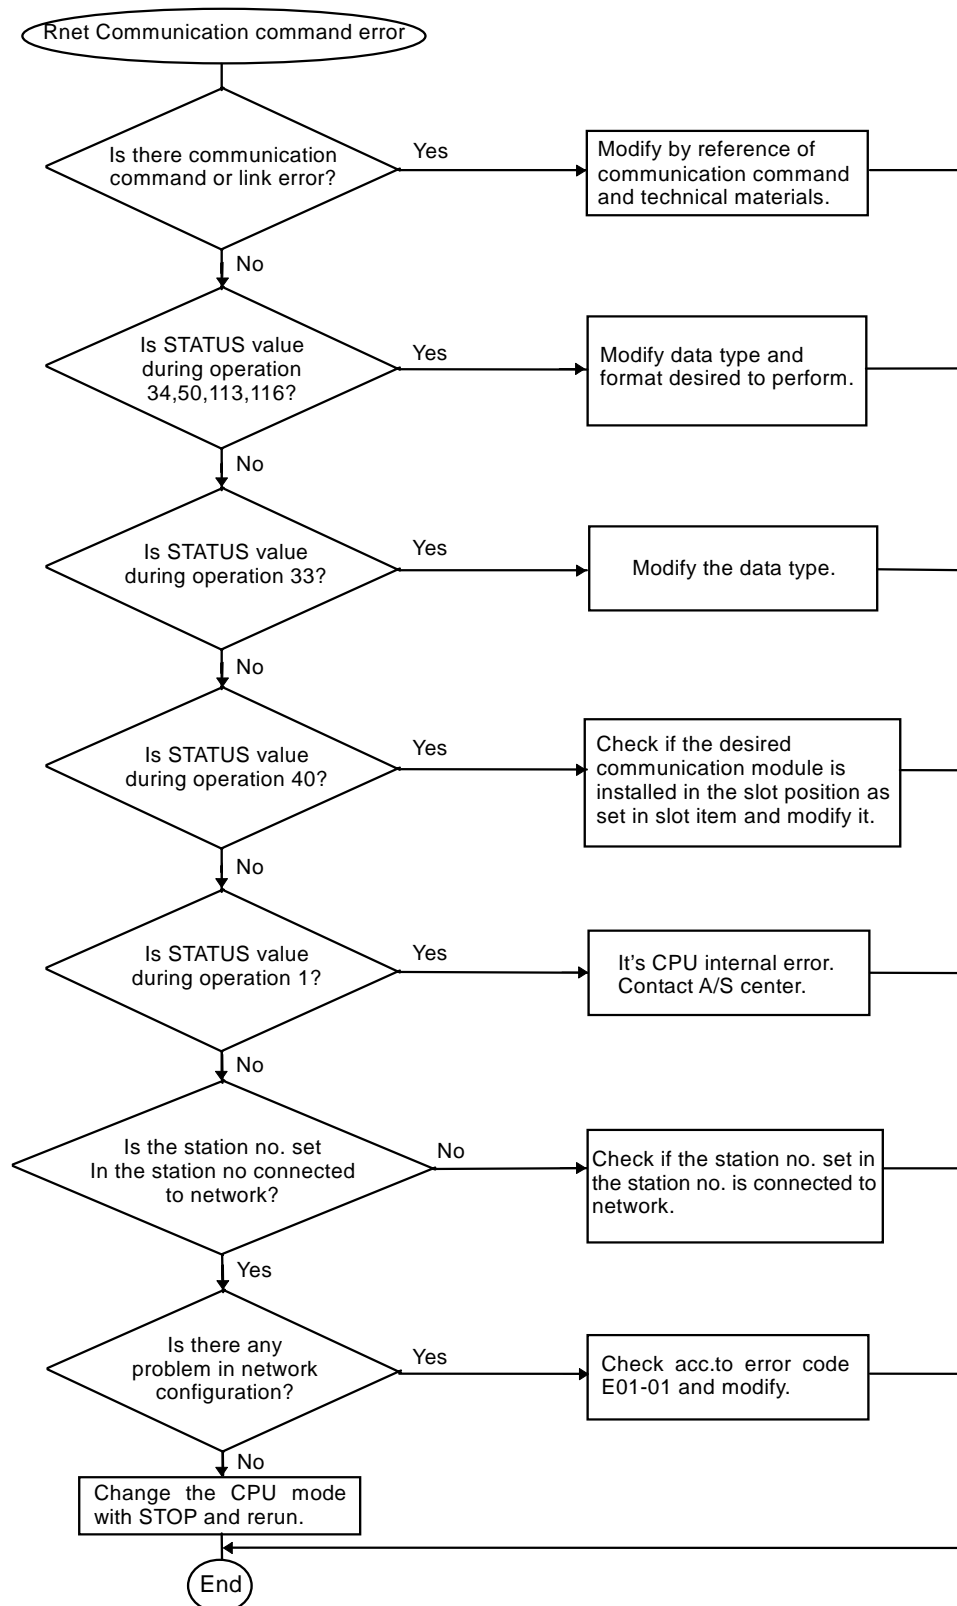 Rnet Communication command error
Is there communication
command or link error?
Yes
Modify by reference of
communication command
and technical materials.
No
Is STATUS value
during operation
34,50,113,116?
Yes
Modify data type and
format desired to perform.
No
Is STATUS value
during operation 33?
Yes
Modify the data type.
No
Is STATUS value
during operation 40?
Yes
Check if the desired
communication module is
installed in the slot position as
set in slot item and modify it.
No
Is STATUS value
during operation 1?
Yes
It's CPU internal error.
Contact A/S center.
No
Is the station no. set
In the station no connected
to network?
No
Check if the station no. set in
the station no. is connected to
network.
Yes
Is there any
problem in network
configuration?
Yes
Check acc.to error code
E01-01 and modify.
No
Change the CPU mode
with STOP and rerun.
End